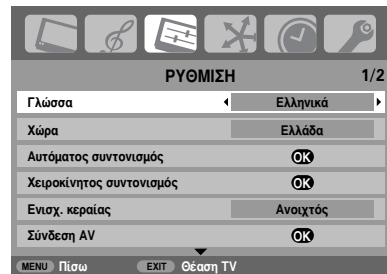 ΡΥΘΜΙΣΗ 1/2
Γλώσσα Ελληνικά
Χώρα Ελλάδα
Αυτόματος συντονισμός OK
Χειροκίνητος συντονισμός OK
Ενισχ. κεραίας Ανοιχτός
Σύνδεση AV OK
MENU Πίσω EXIT Θέαση TV